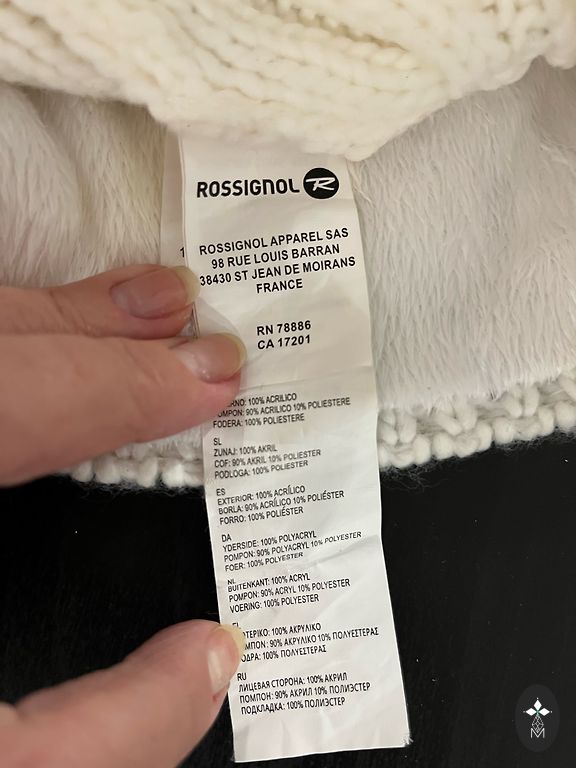 ROSSIGNOL R
ROSSIGNOL APPAREL SAS
98 RUE LOUIS BARRAN
38430 ST JEAN DE MOIRANS
FRANCE
RN 78886
CA 17201
100% ACRILICO
90% ACRILICO 10% POLIESTERE
FODERA: 100% POLIESTERE
SL
ZUNAJ: 100% AKRIL
COF: 90% AKRIL 10% POLIESTER
PODLOGA: 100% POLIESTER
ES
EXTERIOR: 100% ACRÍLICO
BORLA: 90% ACRÍLICO 10% POLIÉSTER
FORRO: 100% POLIÉSTER
DA
YDERSIDE: 100% POLYACRYL
POMPON: 90% POLYACRYL 10% POLYESTER
FOER: 100% POLYESTER
NL
BUITENKANT: 100% ACRYL
POMPON: 90% ACRYL 10% POLYESTER
VOERING: 100% POLYESTER
100% ΑΚΡΥΛΙΚΟ
90% ΑΚΡΥΛΙΚΟ 10% ΠΟΛΥΕΣΤΕΡΑΣ
100% ΠΟΛΥΕΣΤΕΡΑΣ
RU
ЛИЦЕВАЯ СТОРОНА: 100% АКРИЛ
ПОМПОН: 90% АКРИЛ 10% ПОЛИЭСТЕР
ПОДКЛАДКА: 100% ПОЛИЭСТЕР
M